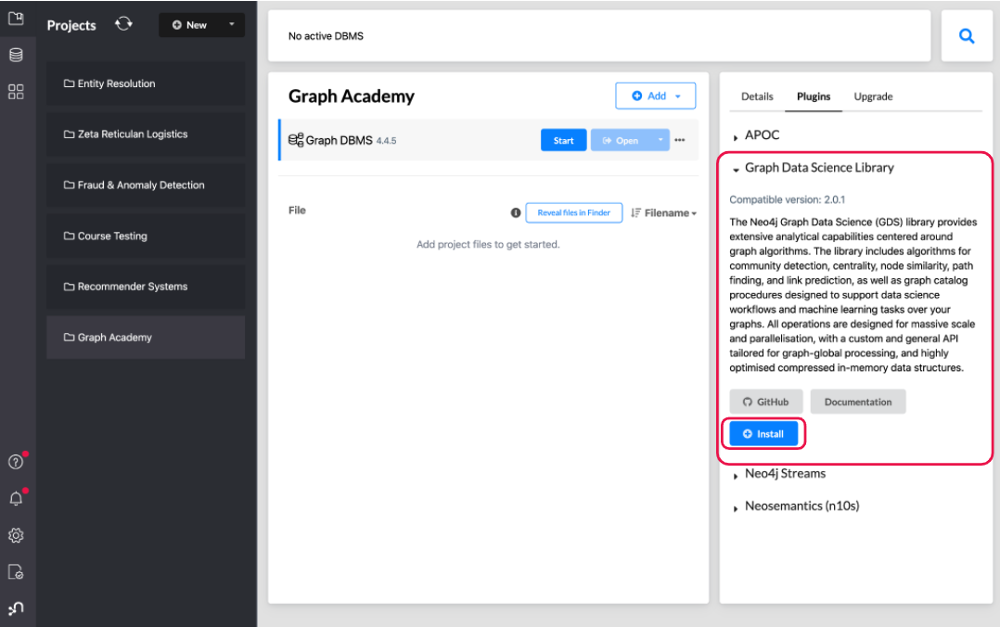 Projects
New
Entity Resolution
Zeta Reticulan Logistics
Fraud & Anomaly Detection
Course Testing
Recommender Systems
Graph Academy
No active DBMS
Graph Academy
Add
Graph DBMS 4.4.5
Start
Open
File
Reveal files in Finder
Filename
Add project files to get started.
Details
Plugins
Upgrade
APOC
Graph Data Science Library
Compatible version: 2.0.1
The Neo4j Graph Data Science (GDS) library provides
extensive analytical capabilities centered around
graph algorithms. The library includes algorithms for
community detection, centrality, node similarity, path
finding, and link prediction, as well as graph catalog
procedures designed to support data science
workflows and machine learning tasks over your
graphs. All operations are designed for massive scale
and parallelisation, with a custom and general API
tailored for graph-global processing, and highly
optimised compressed in-memory data structures.
GitHub
Documentation
Install
Neo4j Streams
Neosemantics (n10s)